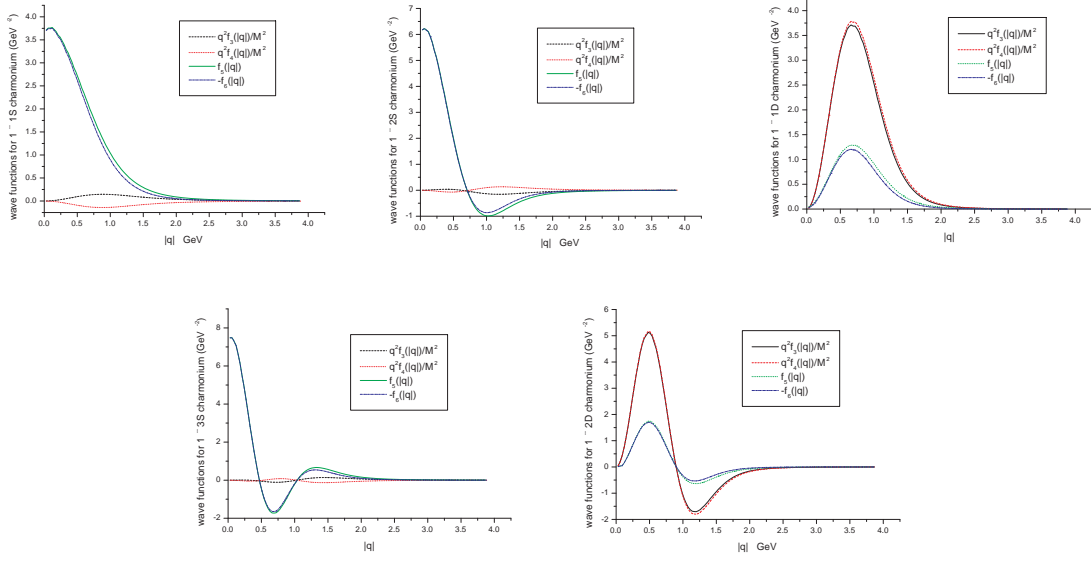 wave functions for 1⁻⁻ 1S charmonium (GeV⁻²)
3.75
3.50
3.0
2.5
2.0
1.5
1.0
0.5
0.0
0.0 0.5 1.0 1.5 2.0 2.5 3.0 3.5 4.0
|q| GeV
q²f₃(|q|)/M²
q²f₄(|q|)/M²
f₅(|q|)
-f₆(|q|)
wave functions for 1⁻⁻ 2S charmonium (GeV⁻²)
7
6
5
4
3
2
1
0
-1
0.0 0.5 1.0 1.5 2.0 2.5 3.0 3.5 4.0
|q| GeV
q²f₃(|q|)/M²
q²f₄(|q|)/M²
f₅(|q|)
-f₆(|q|)
wave functions for 1⁻⁻ 1D charmonium (GeV⁻²)
4.0
3.5
3.0
2.5
2.0
1.5
1.0
0.5
0.0
0.0 0.5 1.0 1.5 2.0 2.5 3.0 3.5 4.0
|q|
q²f₃(|q|)/M²
q²f₄(|q|)/M²
f₅(|q|)
-f₆(|q|)
wave functions for 1⁻⁻ 3S charmonium (GeV⁻²)
8
6
4
2
0
-2
0.0 0.5 1.0 1.5 2.0 2.5 3.0 3.5 4.0
|q|
q²f₃(|q|)/M²
q²f₄(|q|)/M²
f₅(|q|)
-f₆(|q|)
wave functions for 1⁻⁻ 2D charmonium (GeV⁻²)
6
5
4
3
2
1
0
-1
-2
0.0 0.5 1.0 1.5 2.0 2.5 3.0 3.5 4.0
|q| GeV
q²f₃(|q|)/M²
q²f₄(|q|)/M²
f₅(|q|)
-f₆(|q|)